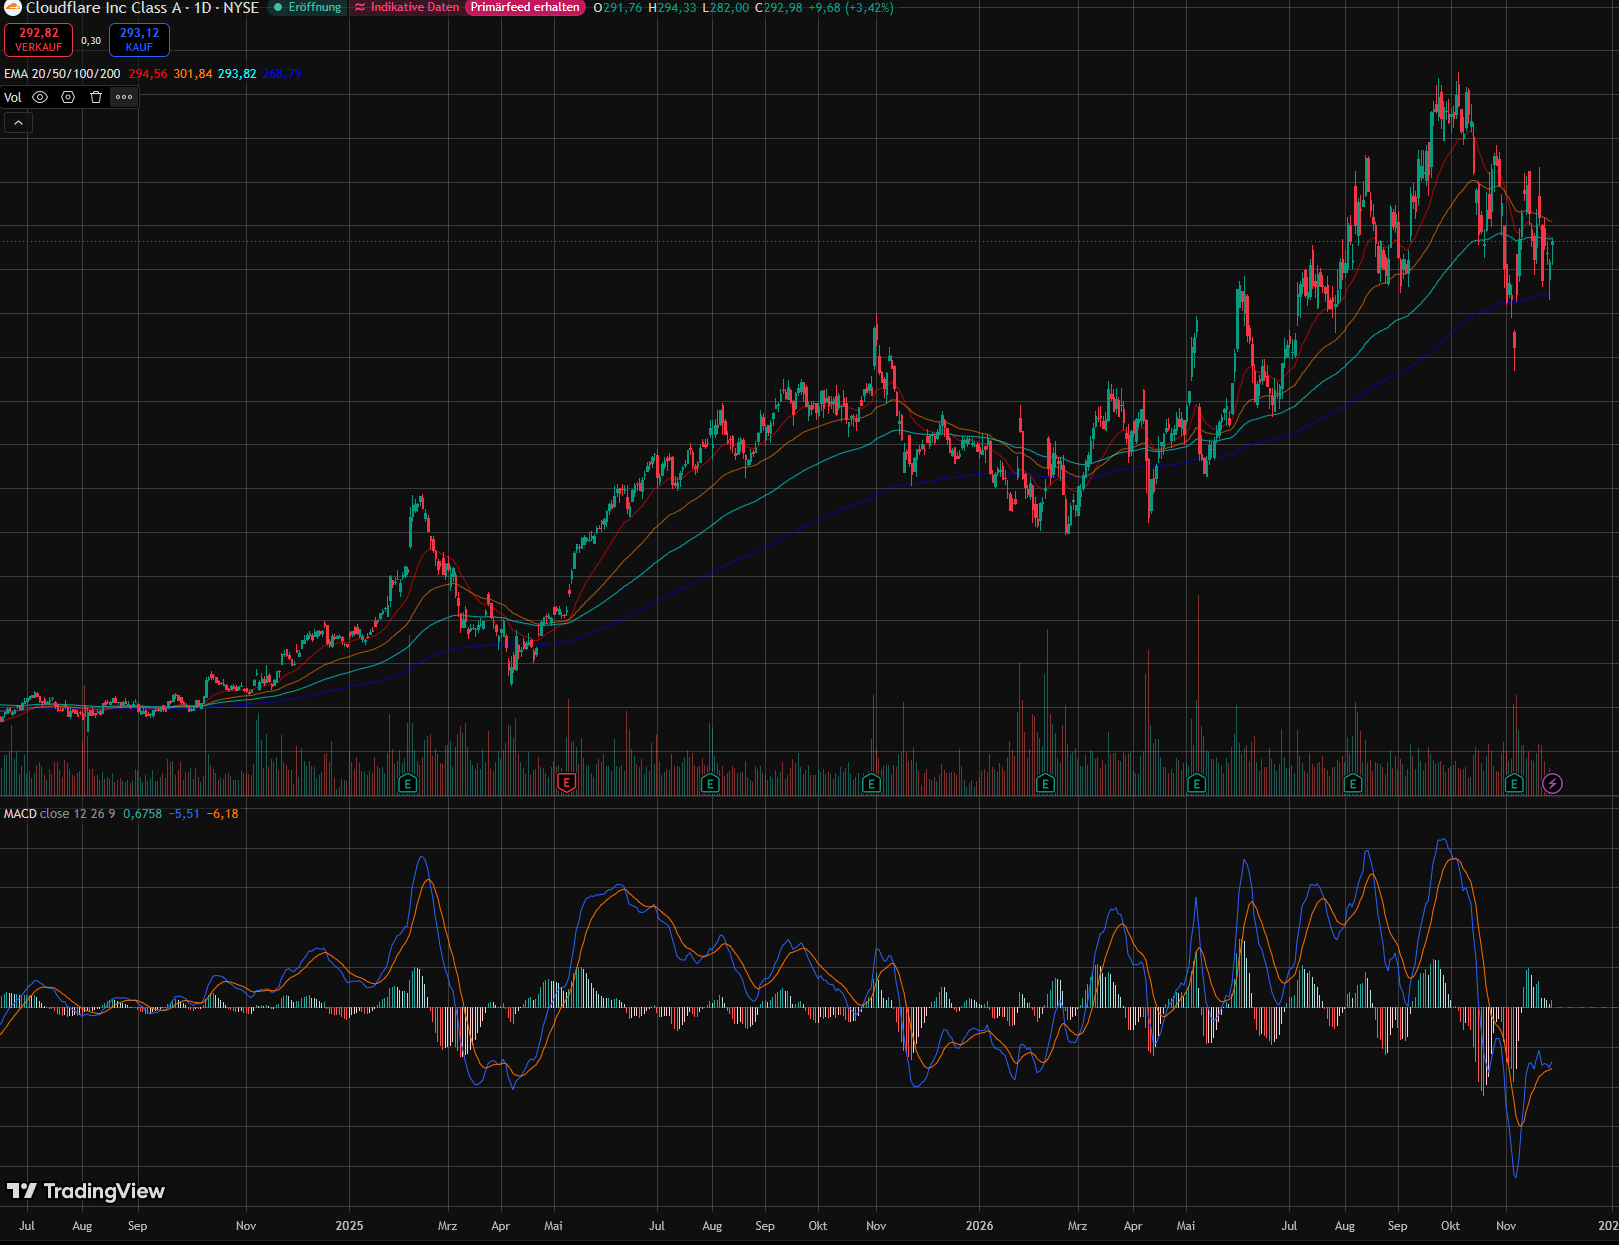 Cloudflare Inc Class A · 1D · NYSE Eröffnung Indikative Daten Primärfeed erhalten O291,76 H294,33 L282,00 C292,98 +9,68 (+3,42%)
292,82 VERKAUF 0,30 293,12 KAUF
EMA 20/50/100/200 294,56 301,84 293,82 268,79
Vol
E E E E E E E E
MACD close 12 26 9 0,6758 −5,51 −6,18
TradingView
Jul Aug Sep Nov 2025 Mrz Apr Mai Jul Aug Sep Okt Nov 2026 Mrz Apr Mai Jul Aug Sep Okt Nov 202